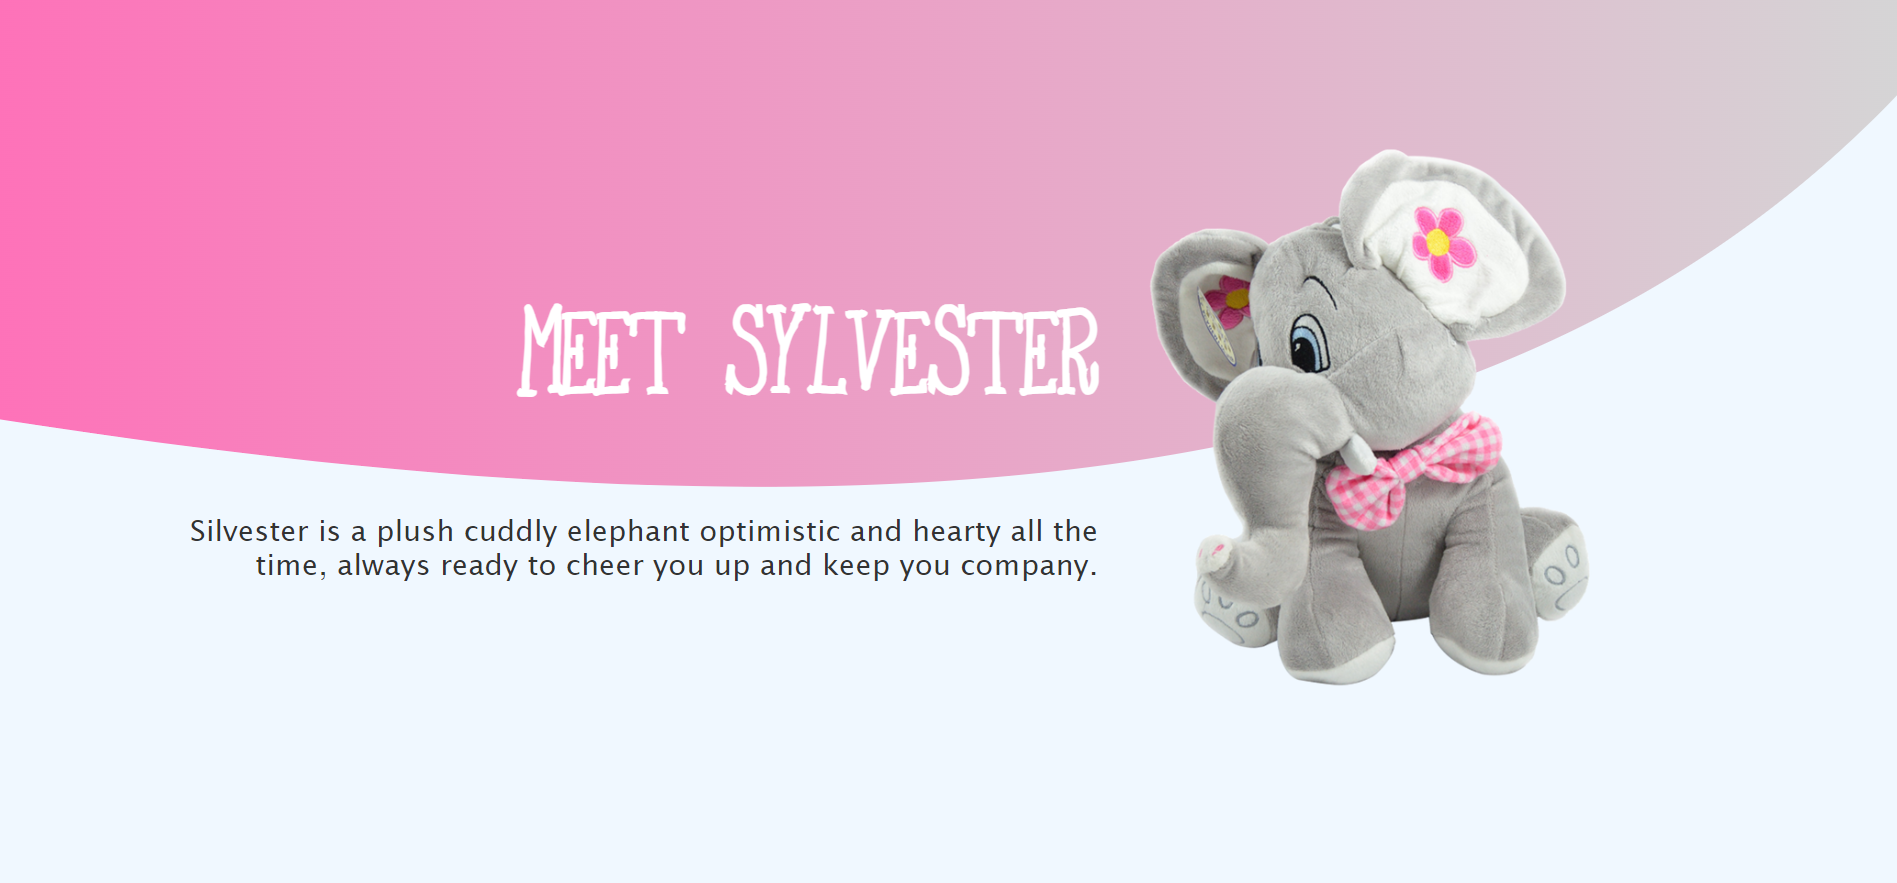 MEET SYLVESTER
Silvester is a plush cuddly elephant optimistic and hearty all the
time, always ready to cheer you up and keep you company.